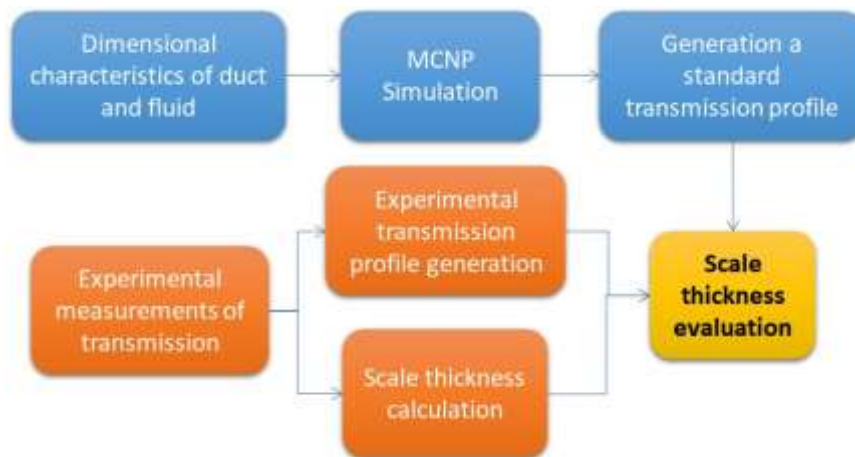 Dimensional
characteristics of duct
and fluid
MCNP
Simulation
Generation a
standard
transmission profile
Experimental
transmission
profile generation
Experimental
measurements of
transmission
Scale thickness
calculation
Scale
thickness
evaluation